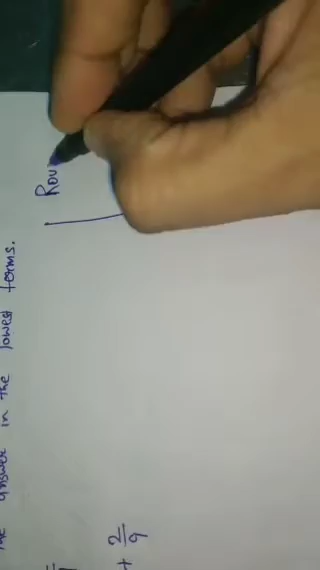 answer in the lowest terms.
+ 2/9
Rou